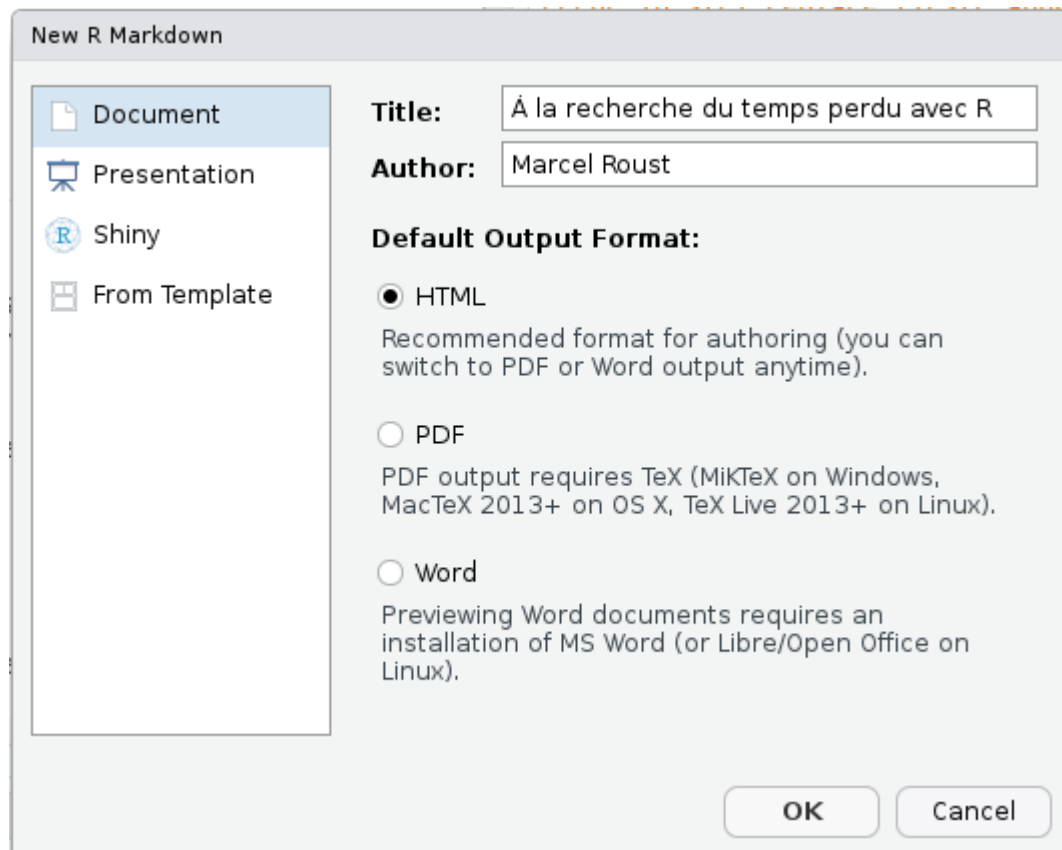 New R Markdown
Document
Presentation
R Shiny
From Template
Title: À la recherche du temps perdu avec R
Author: Marcel Roust
Default Output Format:
HTML
Recommended format for authoring (you can
switch to PDF or Word output anytime).
PDF
PDF output requires TeX (MiKTeX on Windows,
MacTeX 2013+ on OS X, TeX Live 2013+ on Linux).
Word
Previewing Word documents requires an
installation of MS Word (or Libre/Open Office on
Linux).
OK Cancel